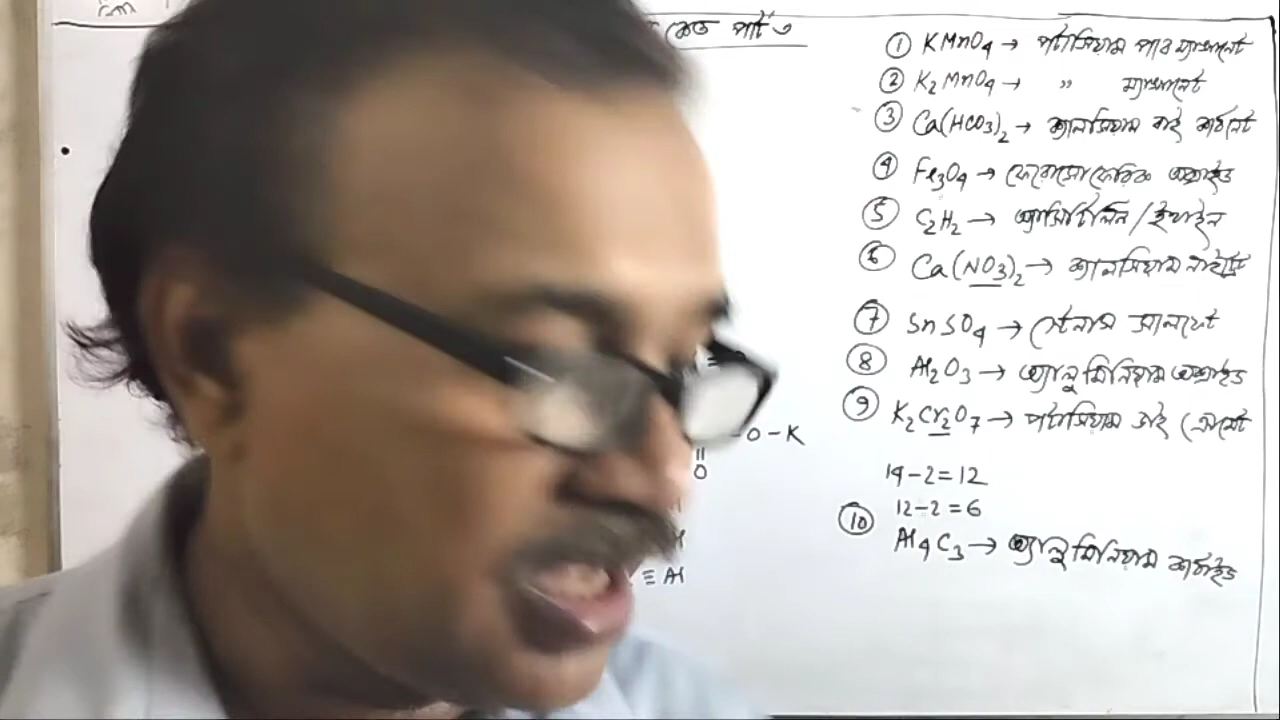 পার্ট ৩
① KMnO4 → পটাসিয়াম পার ম্যাঙ্গানেট
② K2MnO4 → " ম্যাঙ্গানেট
③ Ca(HCO3)2 → ক্যালসিয়াম বাই কার্বনেট
④ Fe3O4 → ফেরোসোফেরিক অক্সাইড
⑤ C2H2 → অ্যাসিটিলিন / ইথাইন
⑥ Ca(NO3)2 → ক্যালসিয়াম নাইট্রেট
⑦ SnSO4 → স্টেনাস সালফেট
⑧ Al2O3 → অ্যালুমিনিয়াম অক্সাইড
⑨ K2Cr2O7 → পটাসিয়াম ডাই ক্রোমেট
-O-K
=
O
14-2=12
12-2=6
⑩ Al4C3 → অ্যালুমিনিয়াম কার্বাইড
≡ Al